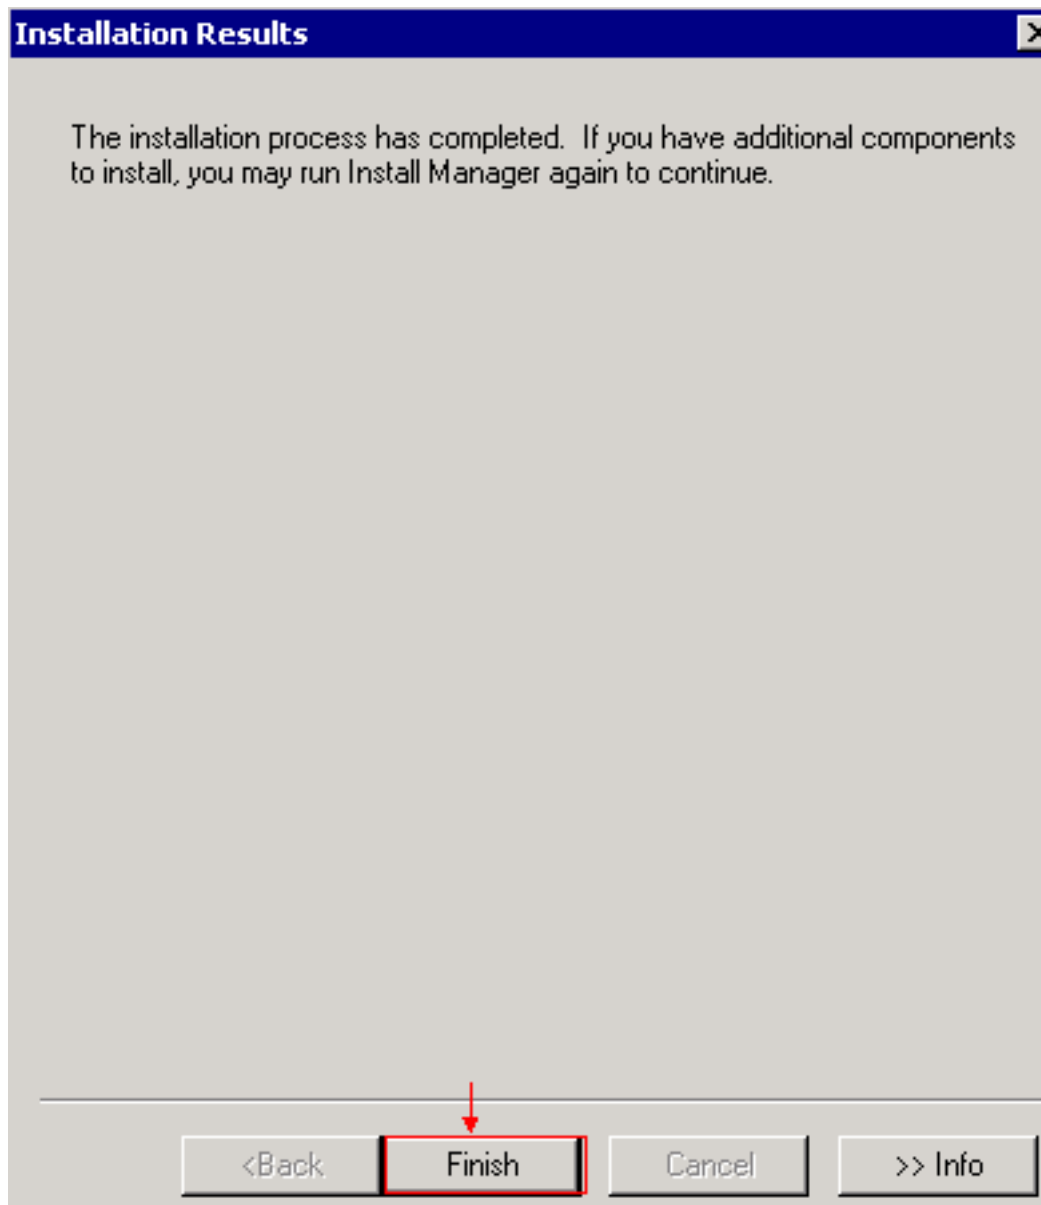 Installation Results
The installation process has completed.  If you have additional components
to install, you may run Install Manager again to continue.
<Back Finish Cancel >> Info